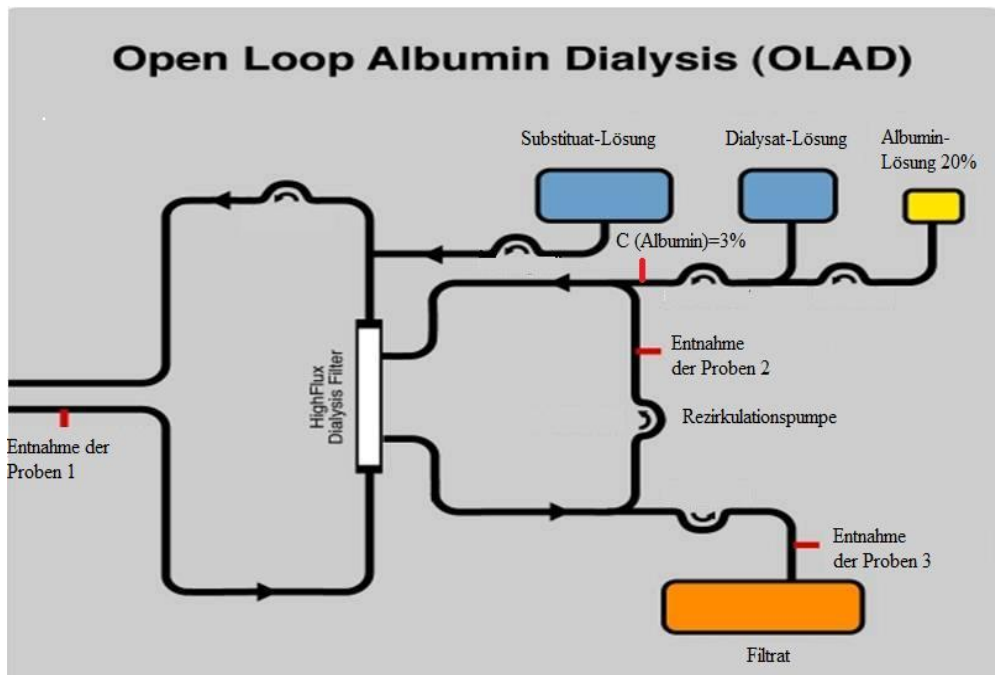 Open Loop Albumin Dialysis (OLAD)
Substituat-Lösung
Dialysat-Lösung
Albumin-
Lösung 20%
C (Albumin)=3%
HighFlux
Dialysis Filter
Entnahme
der Proben 2
Rezirkulationspumpe
Entnahme der
Proben 1
Entnahme
der Proben 3
Filtrat